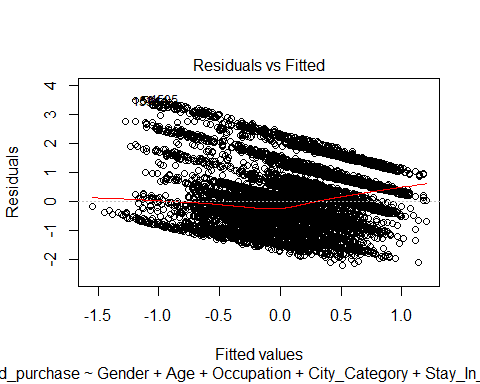 Residuals vs Fitted
4
3
2
1
0
-1
-2
Residuals
-1.5 -1.0 -0.5 0.0 0.5 1.0
Fitted values
d_purchase ~ Gender + Age + Occupation + City_Category + Stay_In_